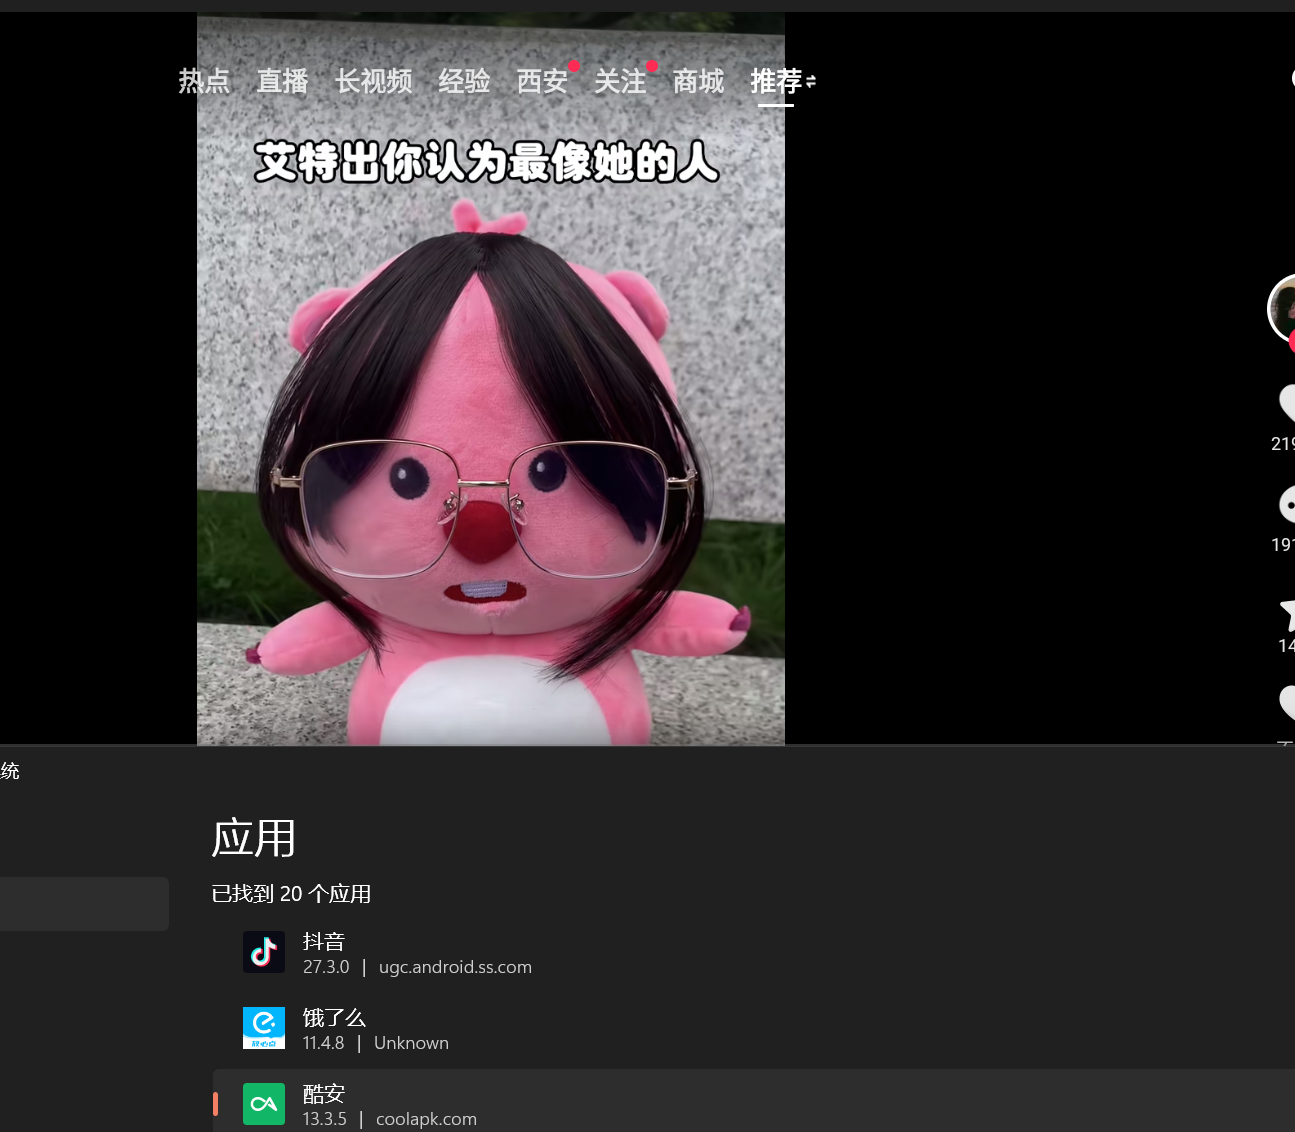 热点 直播 长视频 经验 西安 关注 商城 推荐
艾特出你认为最像她的人
219
191
14
统
应用
已找到 20 个应用
抖音
27.3.0 | ugc.android.ss.com
饿了么
11.4.8 | Unknown
放心点
酷安
13.3.5 | coolapk.com